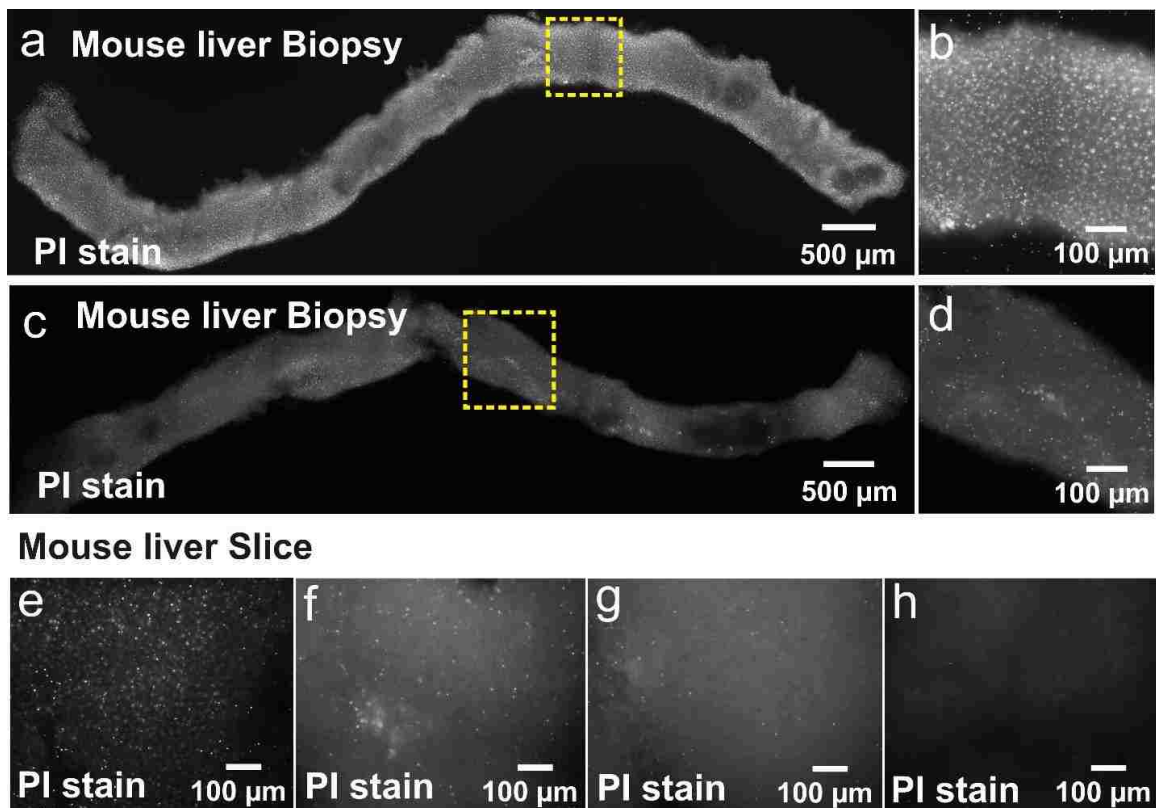 a Mouse liver Biopsy
PI stain
500 µm
b
100 µm
c Mouse liver Biopsy
PI stain
500 µm
d
100 µm
Mouse liver Slice
e
PI stain
100 µm
f
PI stain
100 µm
g
PI stain
100 µm
h
PI stain
100 µm